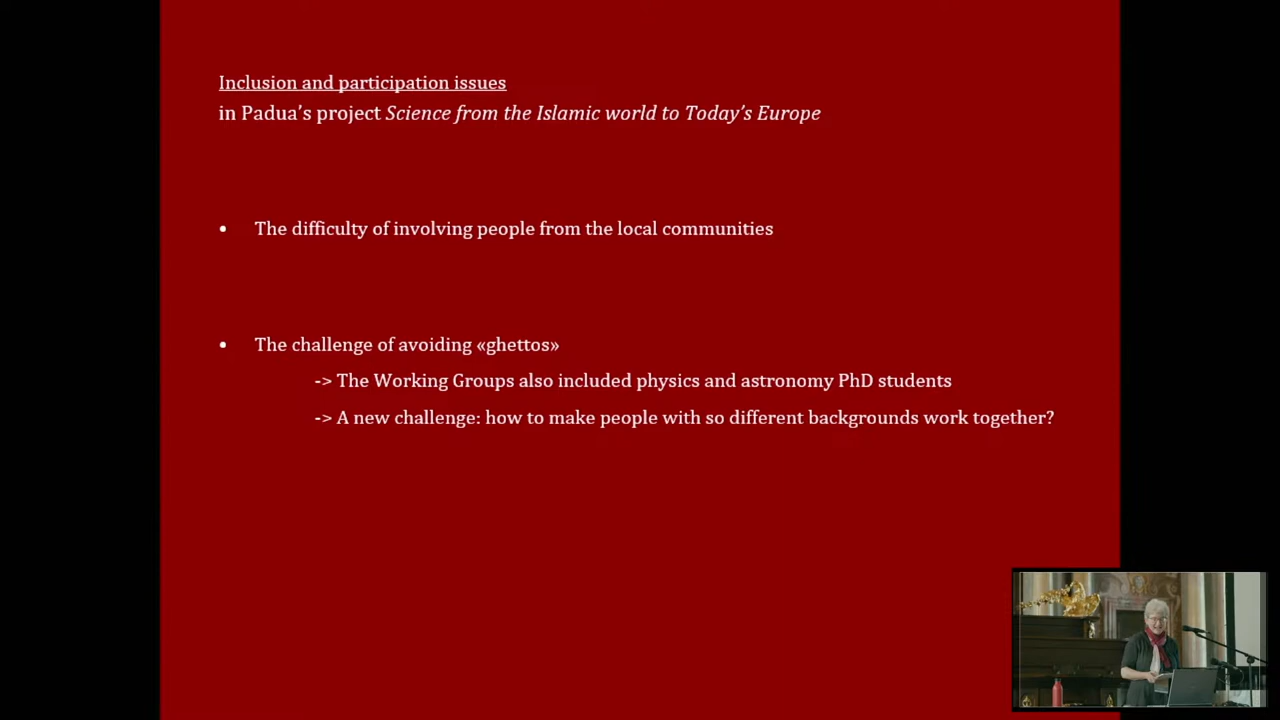 Inclusion and participation issues
in Padua's project Science from the Islamic world to Today's Europe
• The difficulty of involving people from the local communities
• The challenge of avoiding «ghettos»
-> The Working Groups also included physics and astronomy PhD students
-> A new challenge: how to make people with so different backgrounds work together?